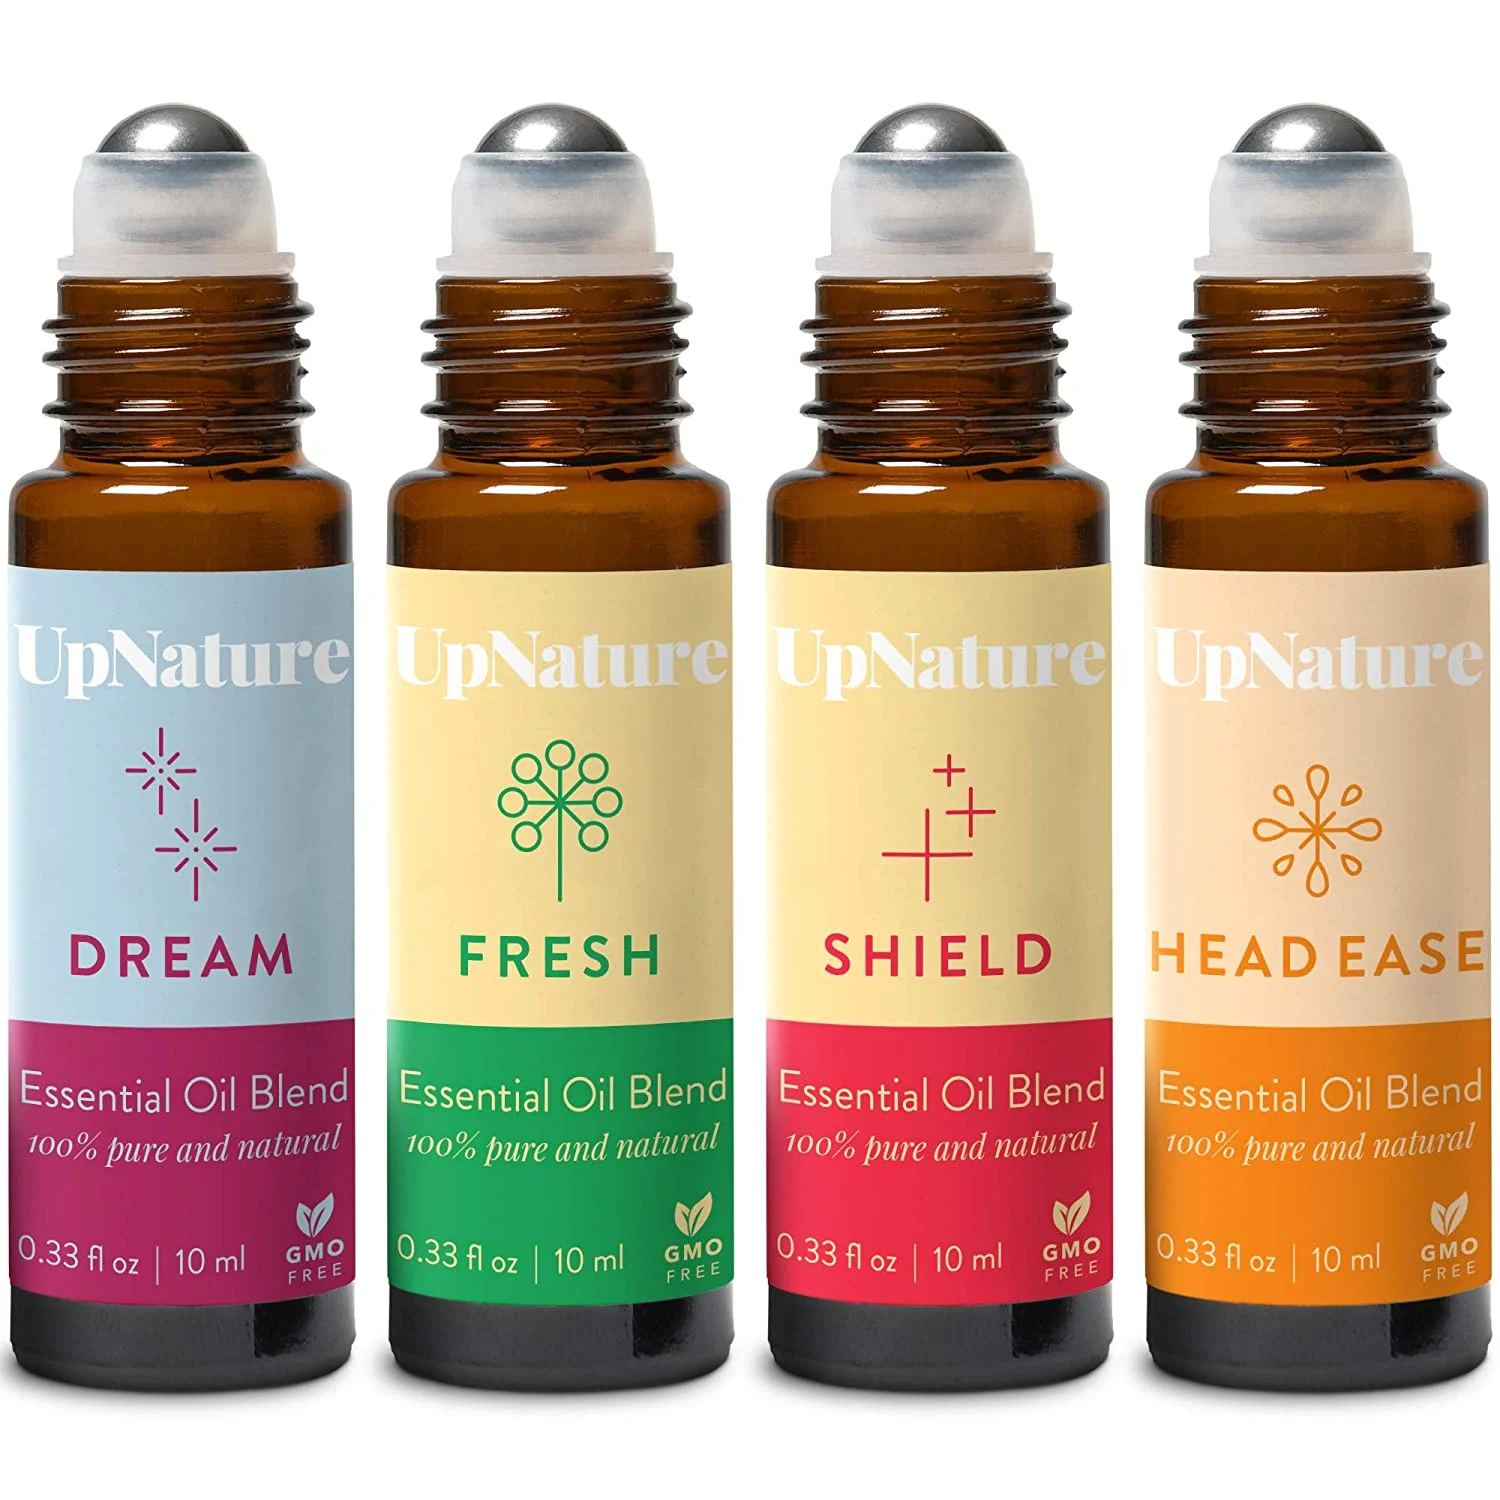 UpNature
DREAM
Essential Oil Blend
100% pure and natural
0.33 fl oz | 10 ml
GMO
FREE
UpNature
FRESH
Essential Oil Blend
100% pure and natural
0.33 fl oz | 10 ml
GMO
FREE
UpNature
SHIELD
Essential Oil Blend
100% pure and natural
0.33 fl oz | 10 ml
GMO
FREE
UpNature
HEAD EASE
Essential Oil Blend
100% pure and natural
0.33 fl oz | 10 ml
GMO
FREE